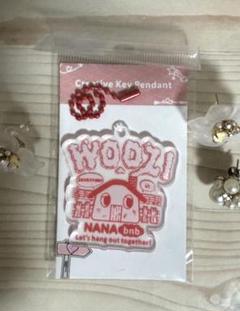 Creative Key Pendant
WOOZI
NANA bnb
Let's hang out together!